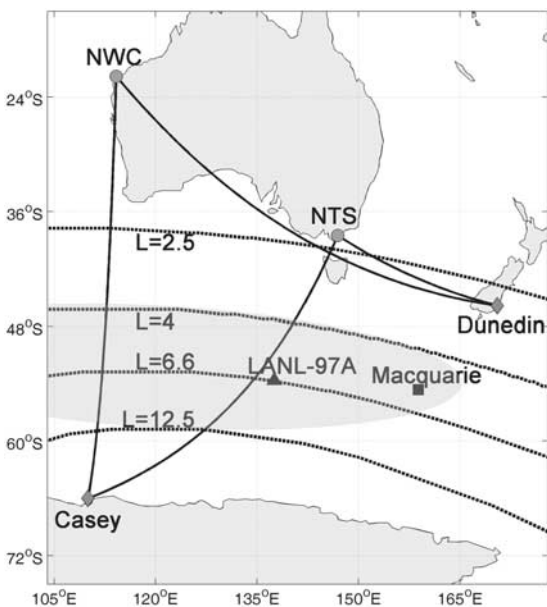 NWC
24°S
36°S
NTS
L=2.5
48°S
L=4
Dunedin
L=6.6
LANL-97A
Macquarie
L=12.5
60°S
Casey
72°S
105°E
120°E
135°E
150°E
165°E